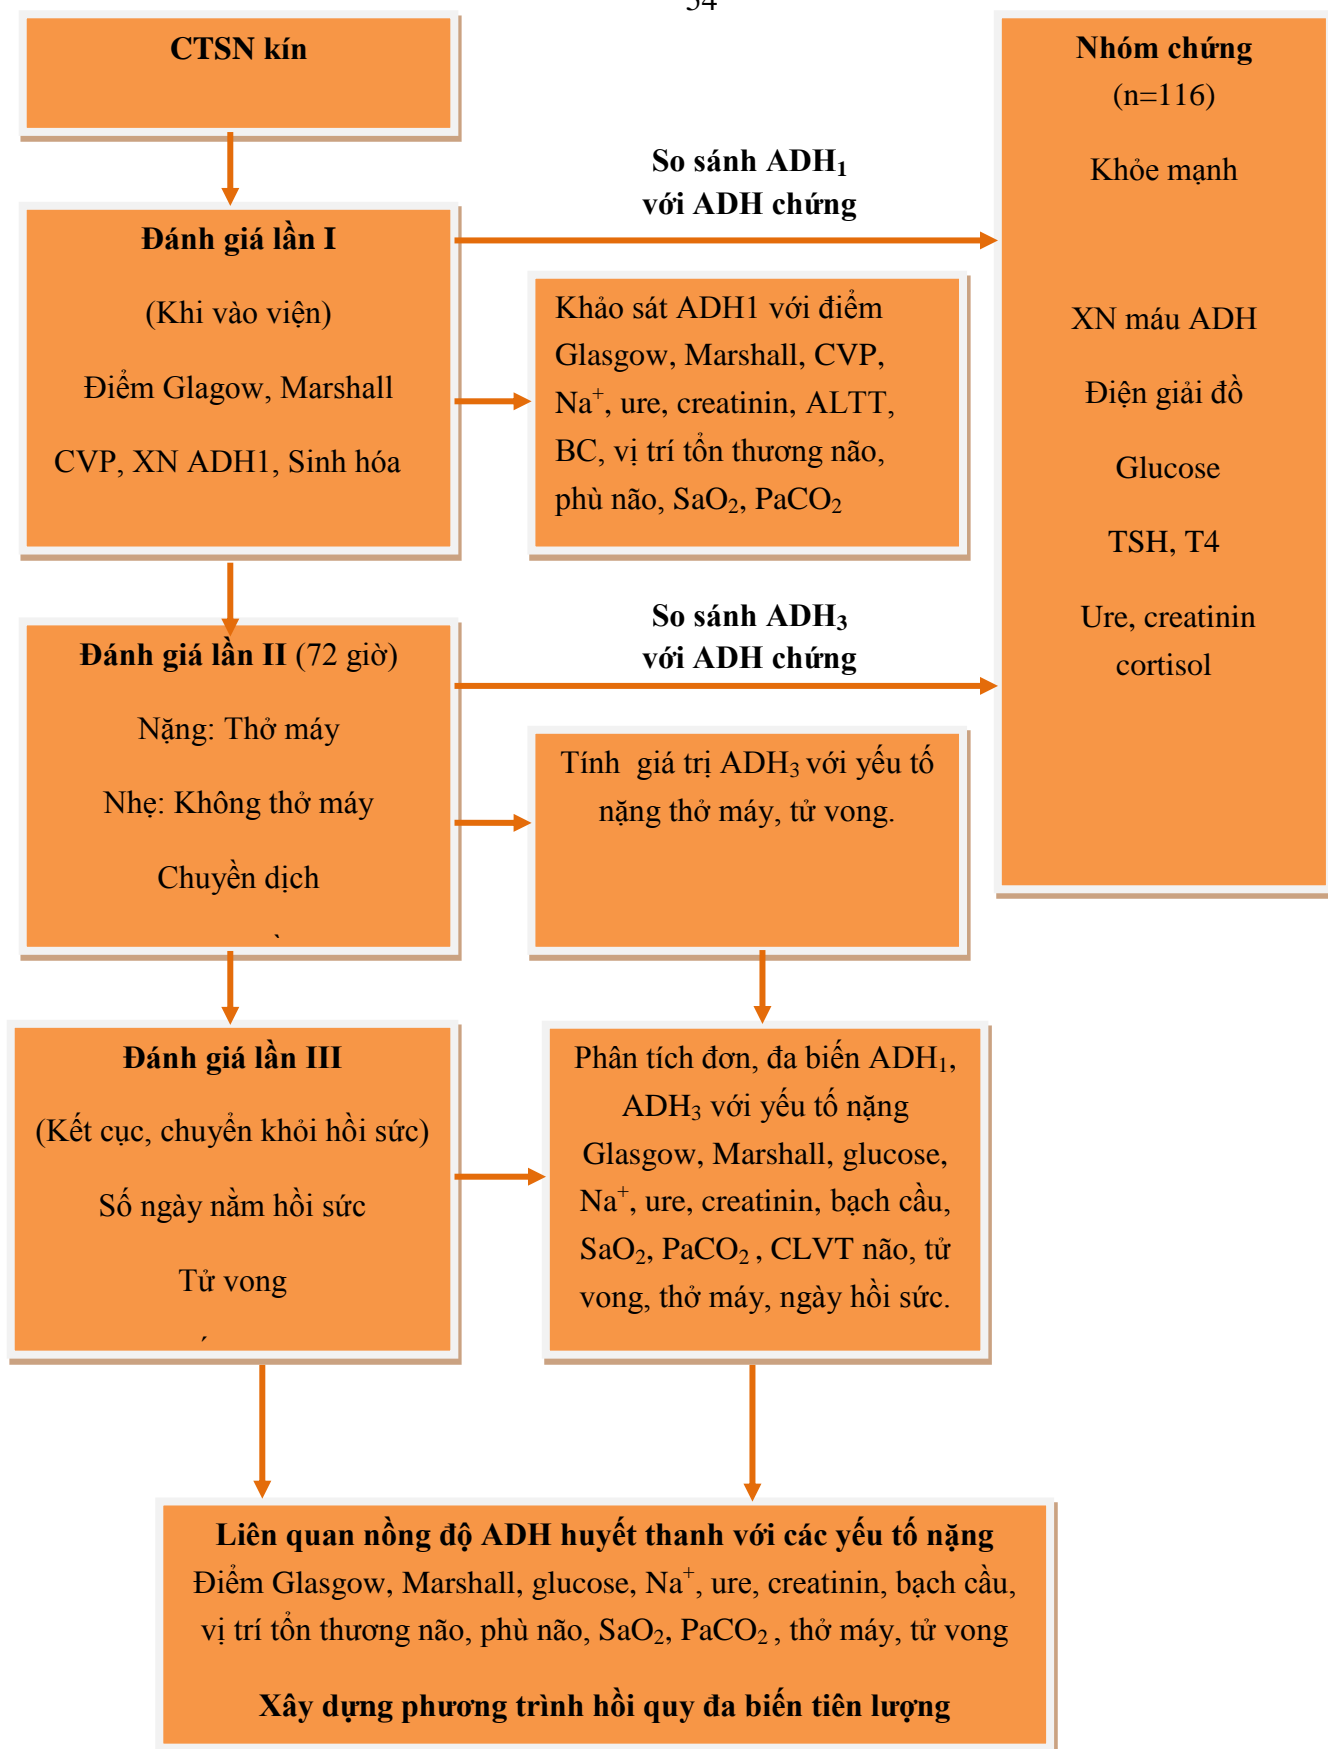 54
CTSN kín
Nhóm chứng
(n=116)
Khỏe mạnh
XN máu ADH
Điện giải đồ
Glucose
TSH, T4
Ure, creatinin
cortisol
So sánh ADH₁
với ADH chứng
Đánh giá lần I
(Khi vào viện)
Điểm Glagow, Marshall
CVP, XN ADH1, Sinh hóa
Khảo sát ADH1 với điểm
Glasgow, Marshall, CVP,
Na⁺, ure, creatinin, ALTT,
BC, vị trí tổn thương não,
phù não, SaO₂, PaCO₂
So sánh ADH₃
với ADH chứng
Đánh giá lần II (72 giờ)
Nặng: Thở máy
Nhẹ: Không thở máy
Chuyền dịch
Tính giá trị ADH₃ với yếu tố
nặng thở máy, tử vong.
Đánh giá lần III
(Kết cục, chuyển khỏi hồi sức)
Số ngày nằm hồi sức
Tử vong
Phân tích đơn, đa biến ADH₁,
ADH₃ với yếu tố nặng
Glasgow, Marshall, glucose,
Na⁺, ure, creatinin, bạch cầu,
SaO₂, PaCO₂ , CLVT não, tử
vong, thở máy, ngày hồi sức.
Liên quan nồng độ ADH huyết thanh với các yếu tố nặng
Điểm Glasgow, Marshall, glucose, Na⁺, ure, creatinin, bạch cầu,
vị trí tổn thương não, phù não, SaO₂, PaCO₂ , thở máy, tử vong
Xây dựng phương trình hồi quy đa biến tiên lượng